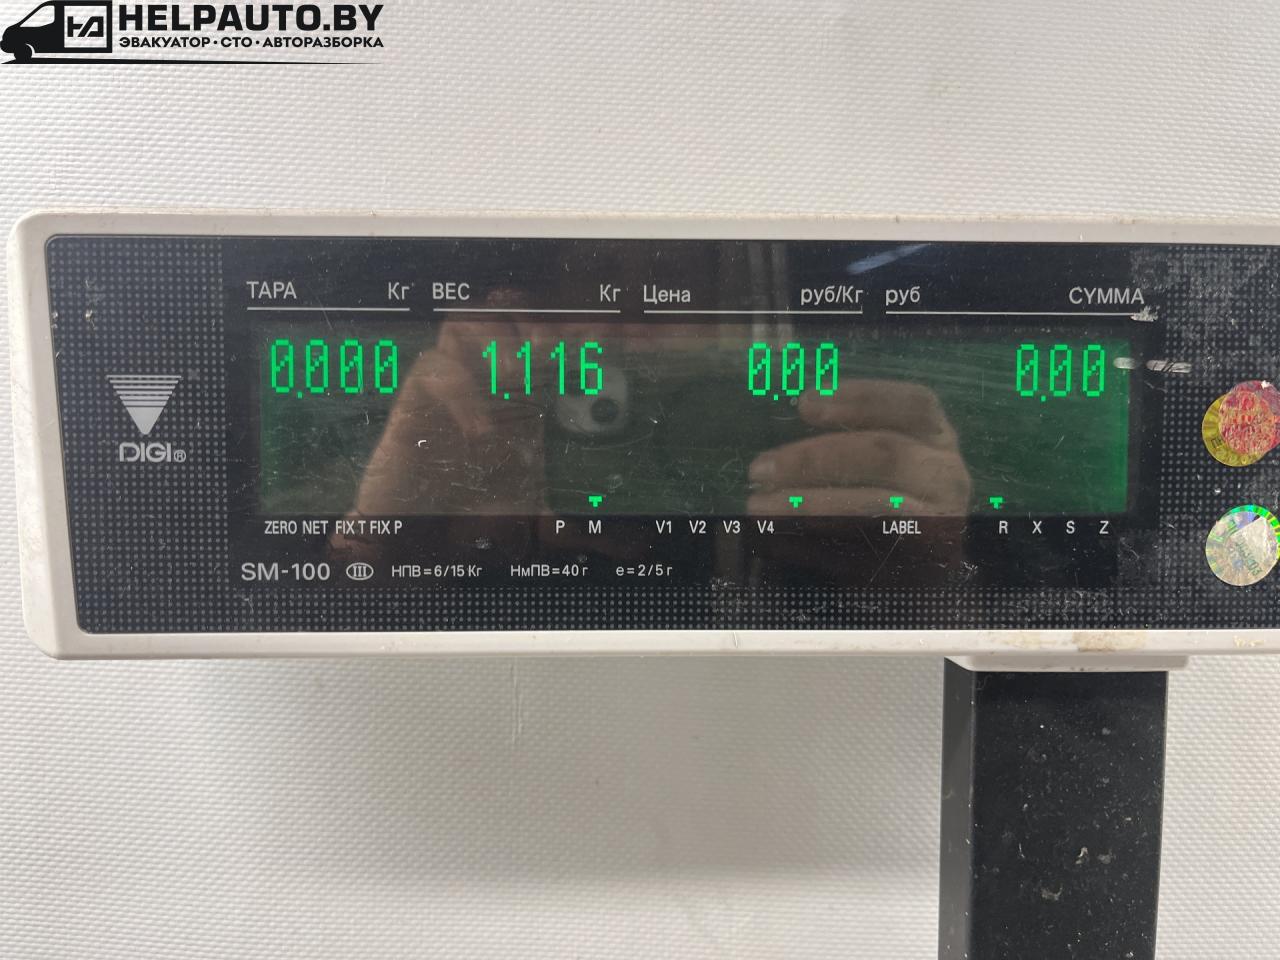 HELPAUTO.BY
ЭВАКУАТОР · СТО · АВТОРАЗБОРКА
ТАРА Кг ВЕС Кг Цена руб/Кг руб СУММА
0.000 1.116 0.00 0.00
DIGI®
ZERO NET FIX T FIX P P M V1 V2 V3 V4 LABEL R X S Z
SM-100 III НПВ=6/15 Кг НмПВ=40 г е=2/5 г